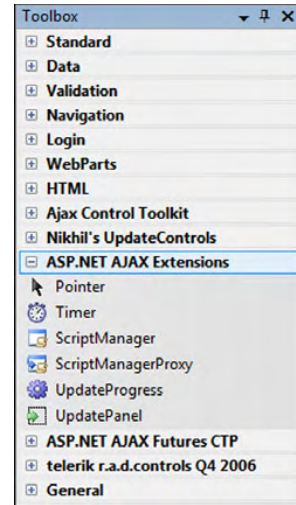 Toolbox
Standard
Data
Validation
Navigation
Login
WebParts
HTML
Ajax Control Toolkit
Nikhil's UpdateControls
ASP.NET AJAX Extensions
Pointer
Timer
ScriptManager
ScriptManagerProxy
UpdateProgress
UpdatePanel
ASP.NET AJAX Futures CTP
telerik r.a.d.controls Q4 2006
General